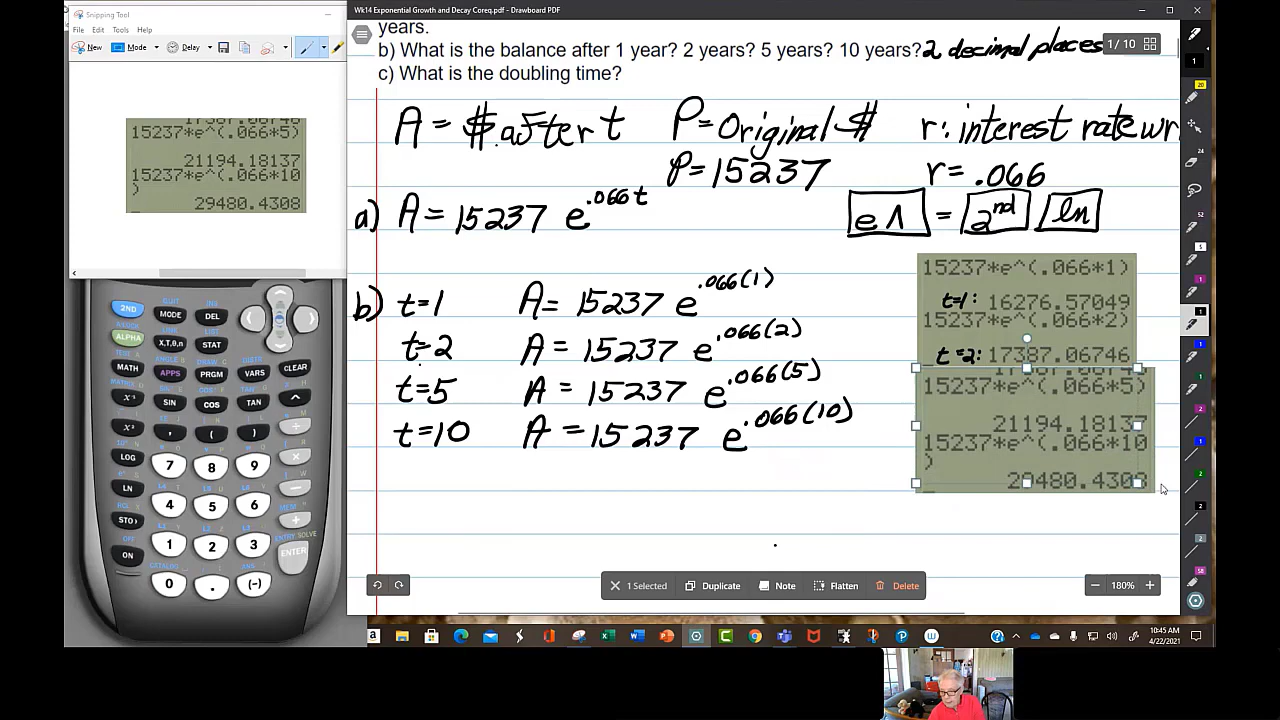 Snipping Tool
File Edit Tools Help
New Mode Delay
17387.06746
15237*e^(.066*5)
21194.18137
15237*e^(.066*10
)
29480.4308
Wk14 Exponential Growth and Decay Coreq.pdf - Drawboard PDF
years.
b) What is the balance after 1 year? 2 years? 5 years? 10 years? 2 decimal places
1 / 10
c) What is the doubling time?
A = $ after t P = Original $ r: interest rate wr
P = 15237 r = .066
a) A = 15237 e^.066t
e^ = 2nd ln
b) t=1 A = 15237 e^.066(1)
t=2 A = 15237 e^.066(2)
t=5 A = 15237 e^.066(5)
t=10 A = 15237 e^.066(10)
15237*e^(.066*1)
t=1: 16276.57049
15237*e^(.066*2)
t=2: 17387.06746
15237*e^(.066*5)
21194.18137
15237*e^(.066*10
)
29480.4308
2ND QUIT MODE INS DEL
ALPHA X,T,θ,n STAT
MATH APPS PRGM VARS CLEAR
SIN COS TAN
LOG 7 8 9
LN 4 5 6
STO 1 2 3 ENTER
ON 0 . (-)
1 Selected Duplicate Note Flatten Delete
180%
10:45 AM
4/22/2021